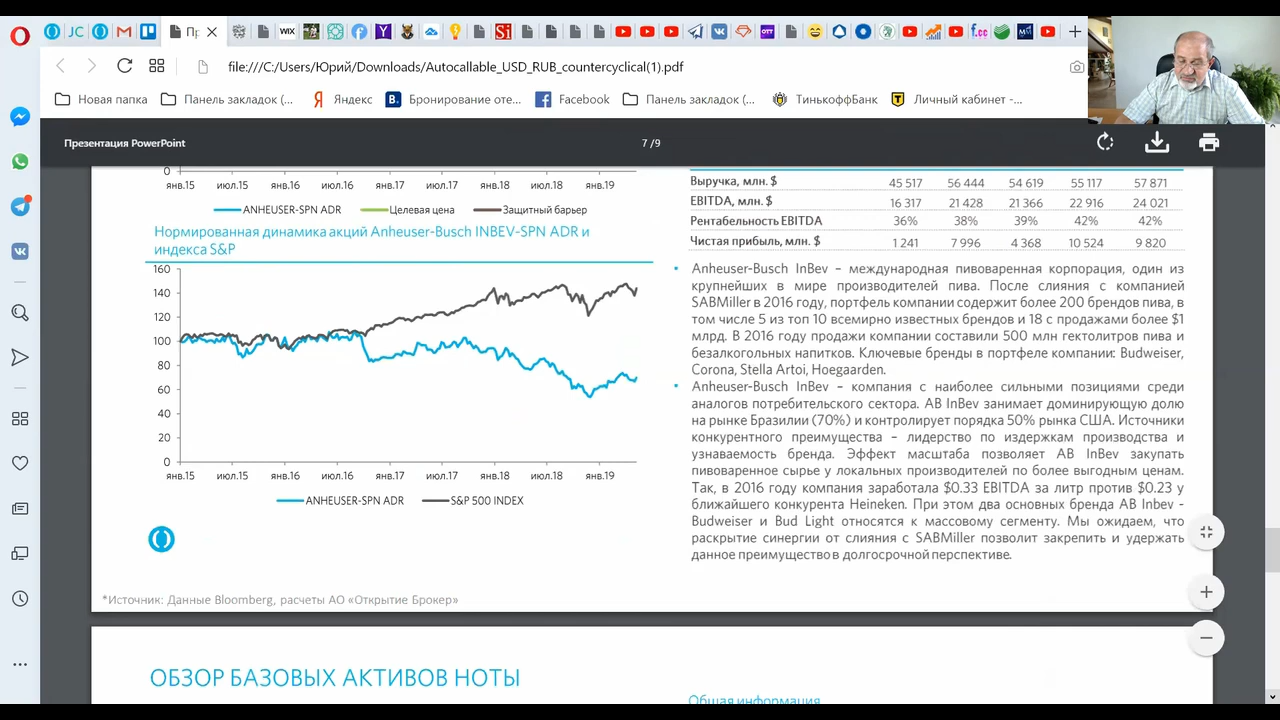 JC
Пр
WIX
Si
ОТТ
f.cc
file:///C:/Users/Юрий/Downloads/Autocallable_USD_RUB_countercyclical(1).pdf
Новая папка
Панель закладок (...
Яндекс
Бронирование оте...
Facebook
Панель закладок (...
ТинькоффБанк
Личный кабинет -...
Презентация PowerPoint
7 /9
0
янв.15 июл.15 янв.16 июл.16 янв.17 июл.17 янв.18 июл.18 янв.19
ANHEUSER-SPN ADR Целевая цена Защитный барьер
Нормированная динамика акций Anheuser-Busch INBEV-SPN ADR и
индекса S&P
160
140
120
100
80
60
40
20
0
янв.15 июл.15 янв.16 июл.16 янв.17 июл.17 янв.18 июл.18 янв.19
ANHEUSER-SPN ADR S&P 500 INDEX
*Источник: Данные Bloomberg, расчеты АО «Открытие Брокер»
Выручка, млн. $ 45 517 56 444 54 619 55 117 57 871
EBITDA, млн. $ 16 317 21 428 21 366 22 916 24 021
Рентабельность EBITDA 36% 38% 39% 42% 42%
Чистая прибыль, млн. $ 1 241 7 996 4 368 10 524 9 820
• Anheuser-Busch InBev – международная пивоваренная корпорация, один из
крупнейших в мире производителей пива. После слияния с компанией
SABMiller в 2016 году, портфель компании содержит более 200 брендов пива, в
том числе 5 из топ 10 всемирно известных брендов и 18 с продажами более $1
млрд. В 2016 году продажи компании составили 500 млн гектолитров пива и
безалкогольных напитков. Ключевые бренды в портфеле компании: Budweiser,
Corona, Stella Artoi, Hoegaarden.
• Anheuser-Busch InBev – компания с наиболее сильными позициями среди
аналогов потребительского сектора. AB InBev занимает доминирующую долю
на рынке Бразилии (70%) и контролирует порядка 50% рынка США. Источники
конкурентного преимущества – лидерство по издержкам производства и
узнаваемость бренда. Эффект масштаба позволяет AB InBev закупать
пивоваренное сырье у локальных производителей по более выгодным ценам.
Так, в 2016 году компания заработала $0.33 EBITDA за литр против $0.23 у
ближайшего конкурента Heineken. При этом два основных бренда AB Inbev -
Budweiser и Bud Light относятся к массовому сегменту. Мы ожидаем, что
раскрытие синергии от слияния с SABMiller позволит закрепить и удержать
данное преимущество в долгосрочной перспективе.
ОБЗОР БАЗОВЫХ АКТИВОВ НОТЫ
Общая информация